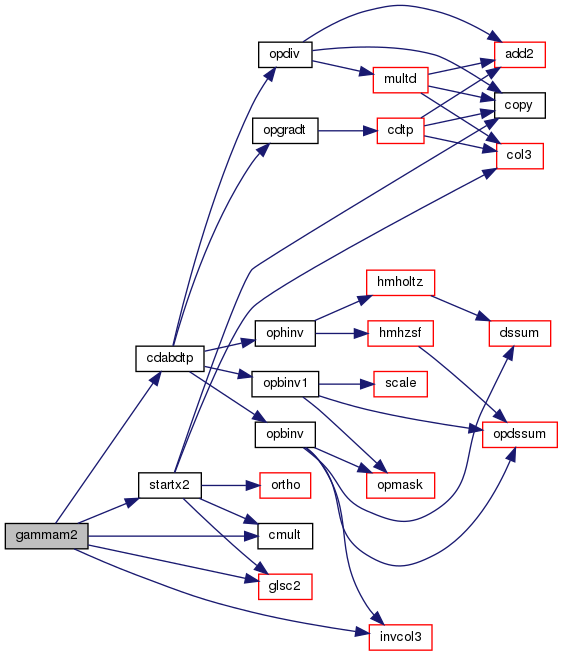 opdiv
add2
multd
copy
opgradt
cdtp
col3
hmholtz
ophinv
hmhzsf
dssum
cdabdtp
opbinv1
scale
opbinv
opdssum
startx2
ortho
opmask
gammam2
cmult
glsc2
invcol3